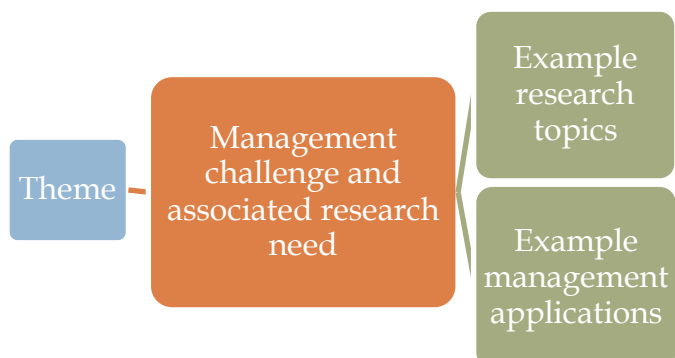 Theme
Management
challenge and
associated research
need
Example
research
topics
Example
management
applications